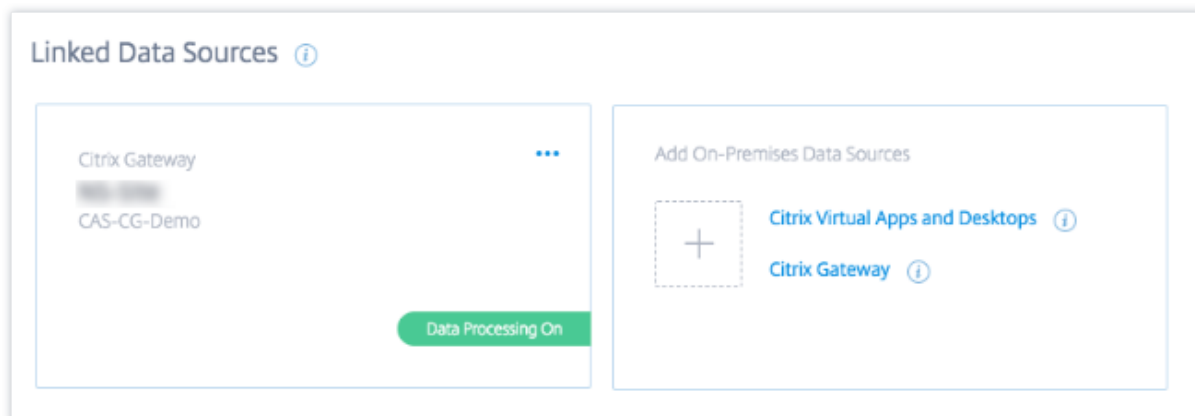 Linked Data Sources
Citrix Gateway
CAS-CG-Demo
Data Processing On
Add On-Premises Data Sources
Citrix Virtual Apps and Desktops
Citrix Gateway